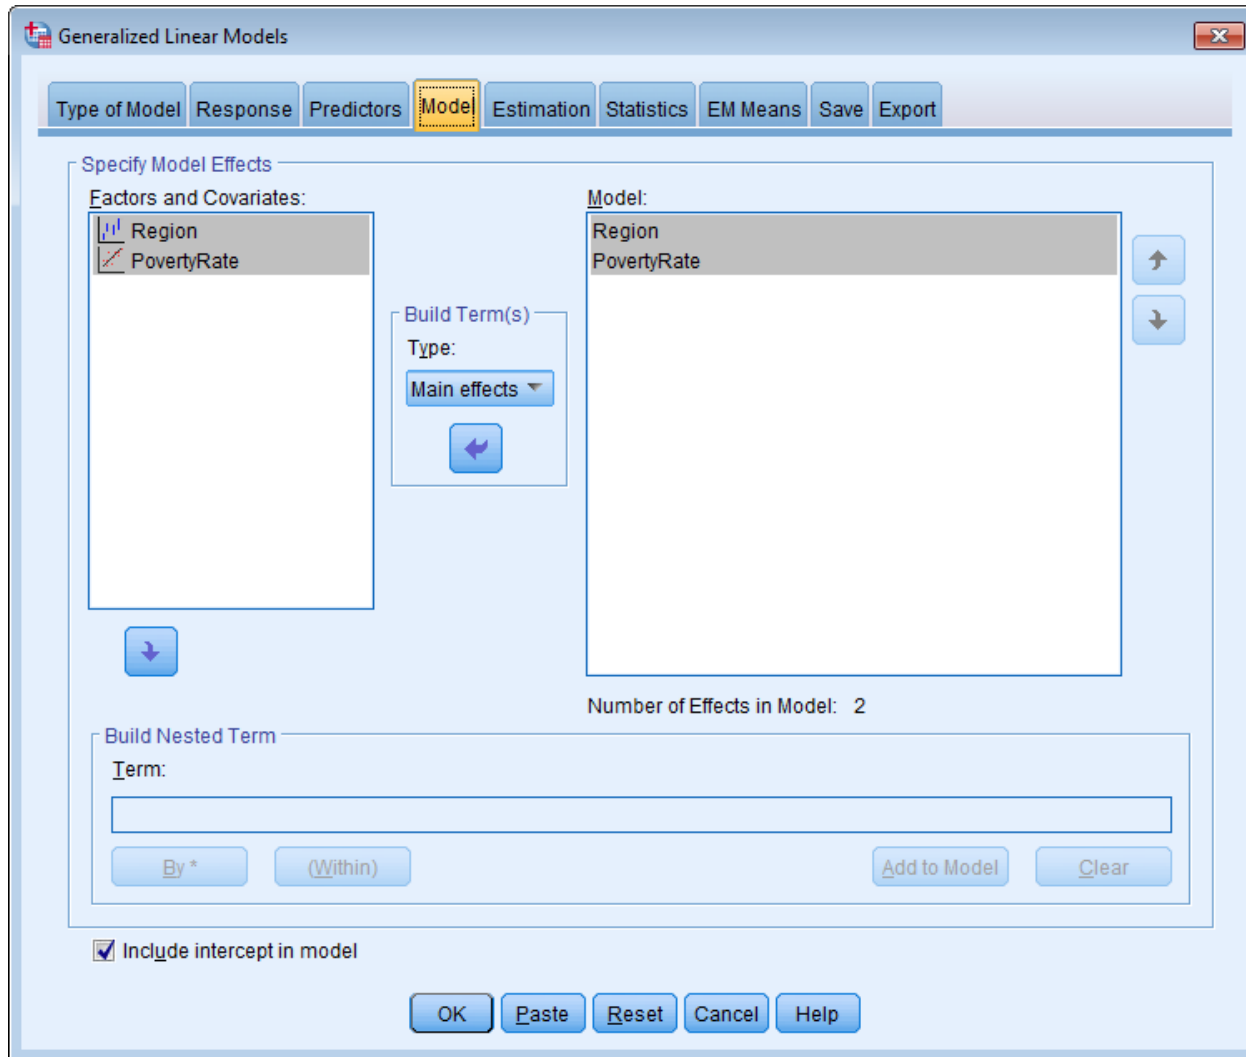 Generalized Linear Models
Type of Model Response Predictors Model Estimation Statistics EM Means Save Export
Specify Model Effects
Factors and Covariates:
Region
PovertyRate
Build Term(s)
Type:
Main effects
Model:
Region
PovertyRate
Number of Effects in Model: 2
Build Nested Term
Term:
By *
(Within)
Add to Model
Clear
Include intercept in model
OK Paste Reset Cancel Help